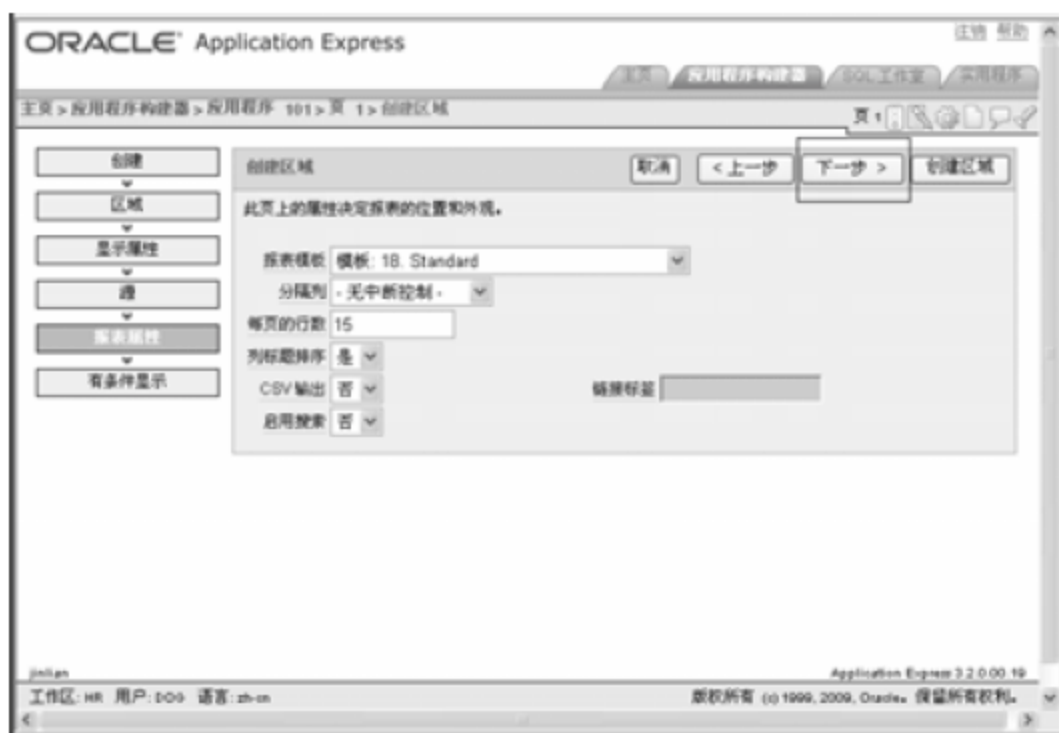 注销 帮助
ORACLE Application Express
主页 应用程序构建器 SQL 工作室 实用程序
主页 > 应用程序构建器 > 应用程序 101 > 页 1 > 创建区域
页 1
创建
区域
显示属性
源
报表属性
有条件显示
创建区域
取消 < 上一步 下一步 > 创建区域
此页上的属性决定报表的位置和外观。
报表模板 模板: 18. Standard
分隔列 - 无中断控制 -
每页的行数 15
列标题排序 是
CSV 输出 否 链接标签
启用搜索 否
jinlian
Application Express 3.2.0.00.19
工作区: HR 用户: DOG 语言: zh-cn
版权所有 (c) 1999, 2009, Oracle。保留所有权利。